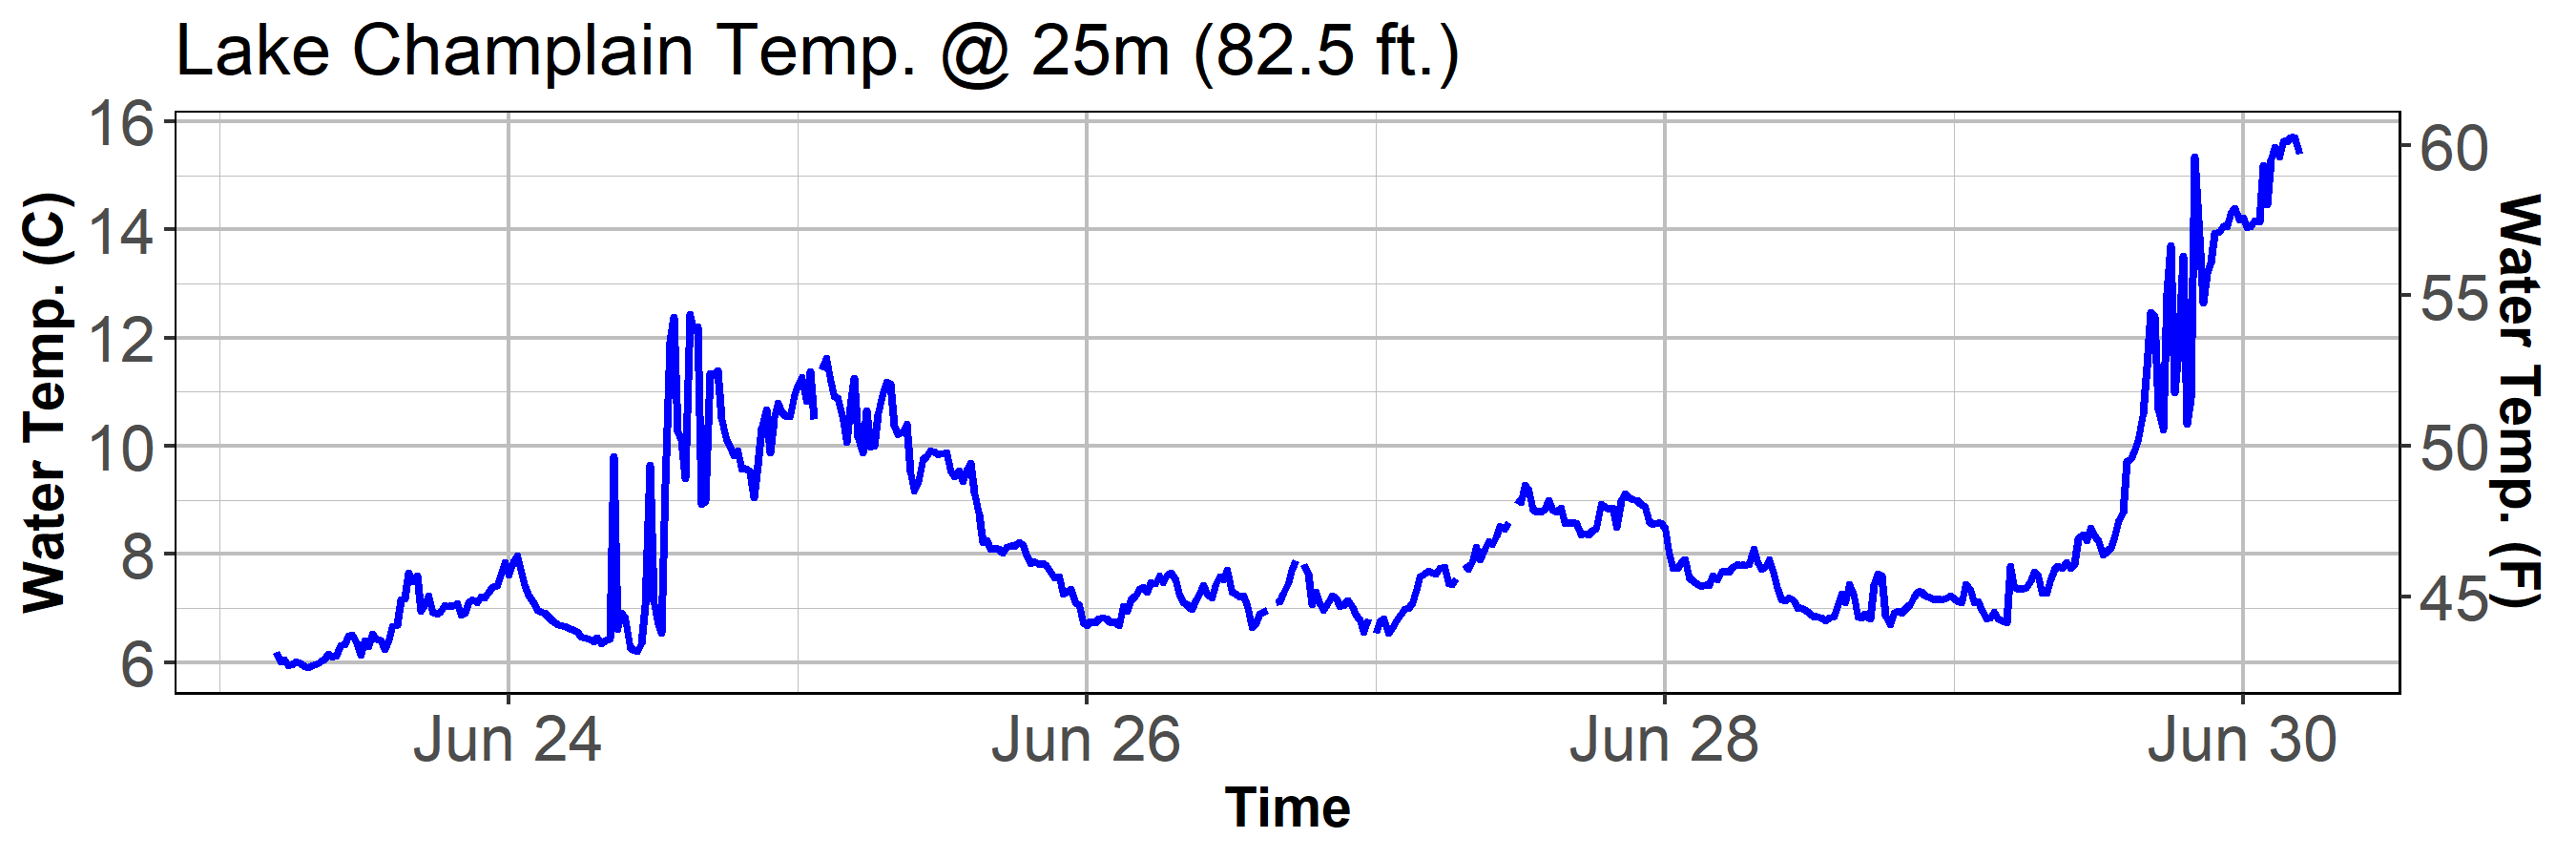 Lake Champlain Temp. @ 25m (82.5 ft.)
Water Temp. (C)
16
14
12
10
8
6
60
55
50
45
Water Temp. (F)
Jun 24 Jun 26 Jun 28 Jun 30
Time